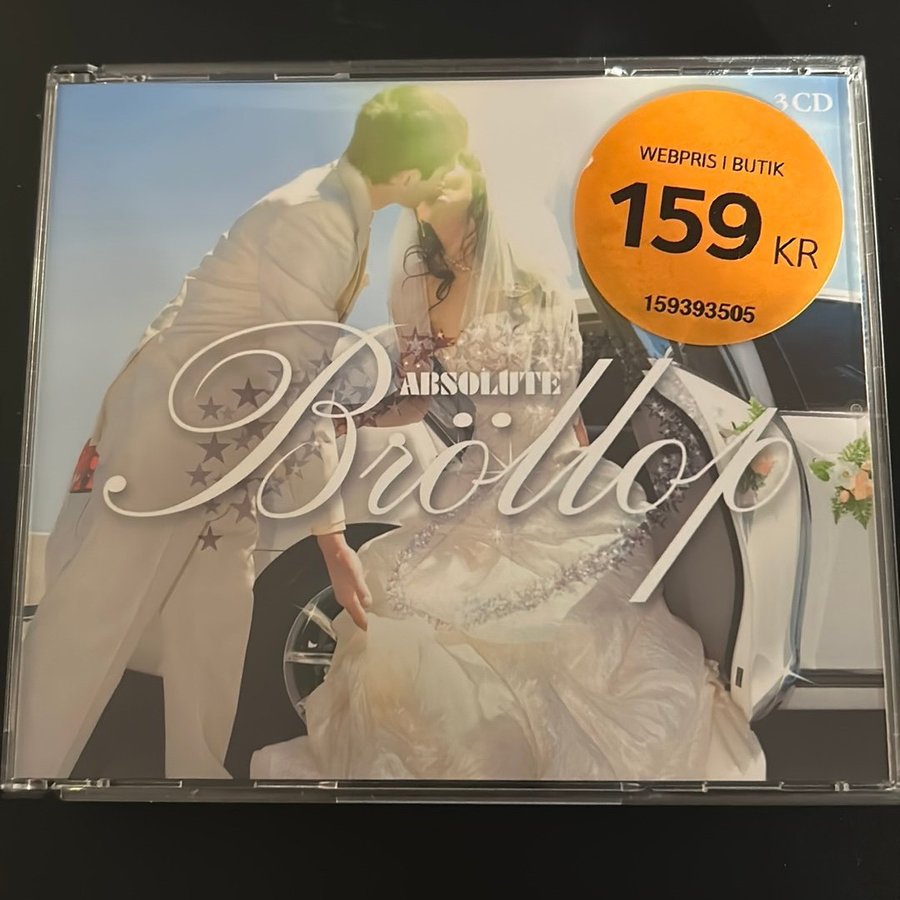 3 CD
WEBPRIS I BUTIK
159 KR
159393505
ABSOLUTE
Bröllop